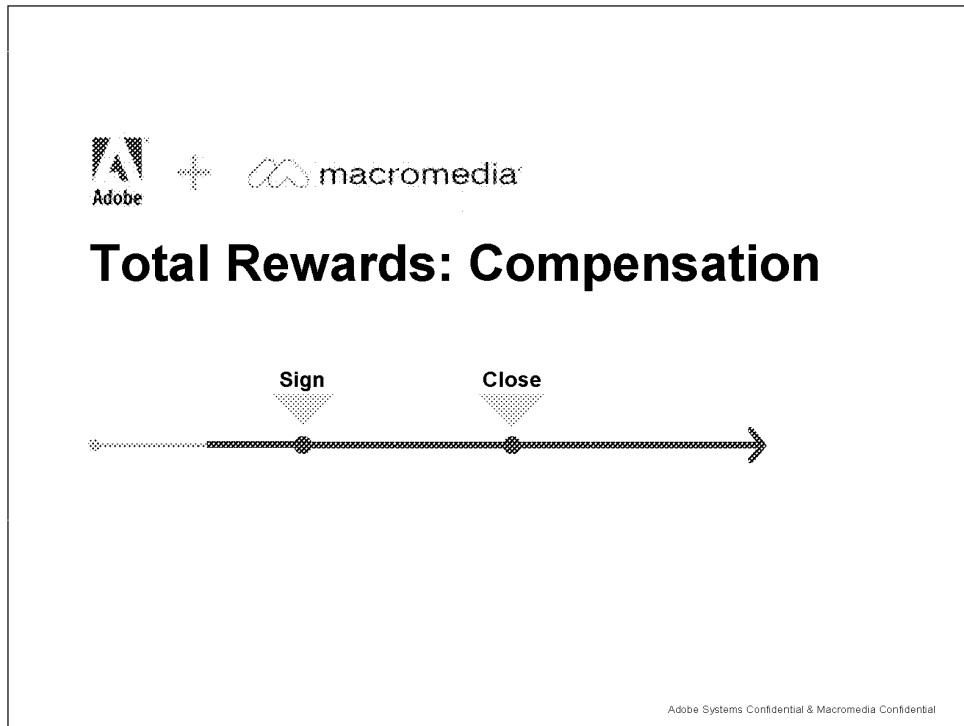 Adobe + macromedia
Total Rewards: Compensation
Sign Close
Adobe Systems Confidential & Macromedia Confidential